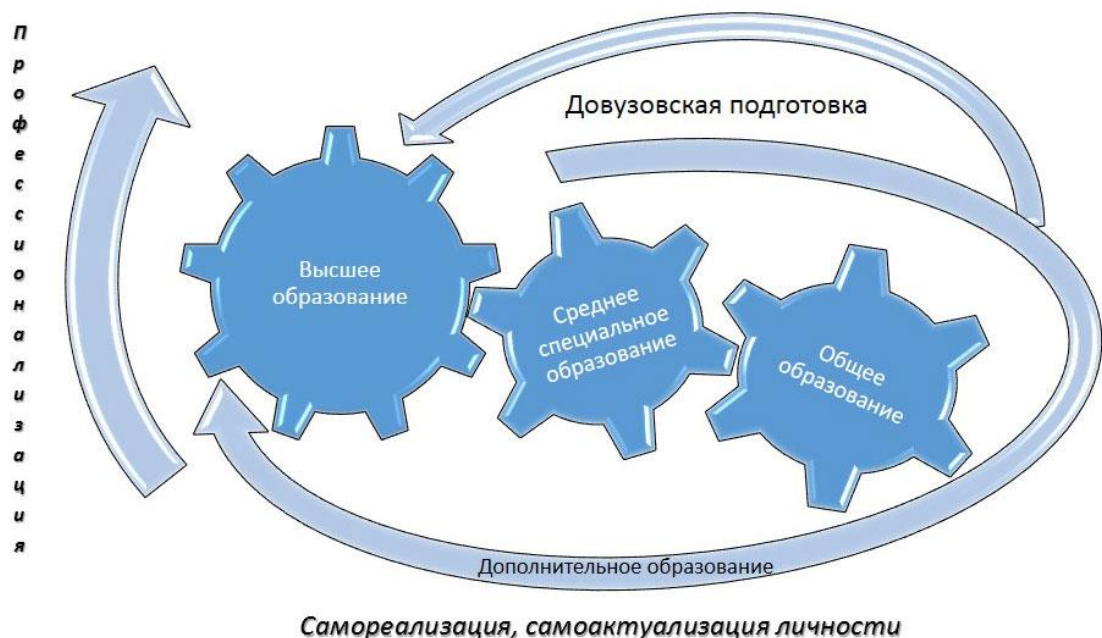 Профессионализация
Довузовская подготовка
Высшее
образование
Среднее
специальное
образование
Общее
образование
Дополнительное образование
Самореализация, самоактуализация личности